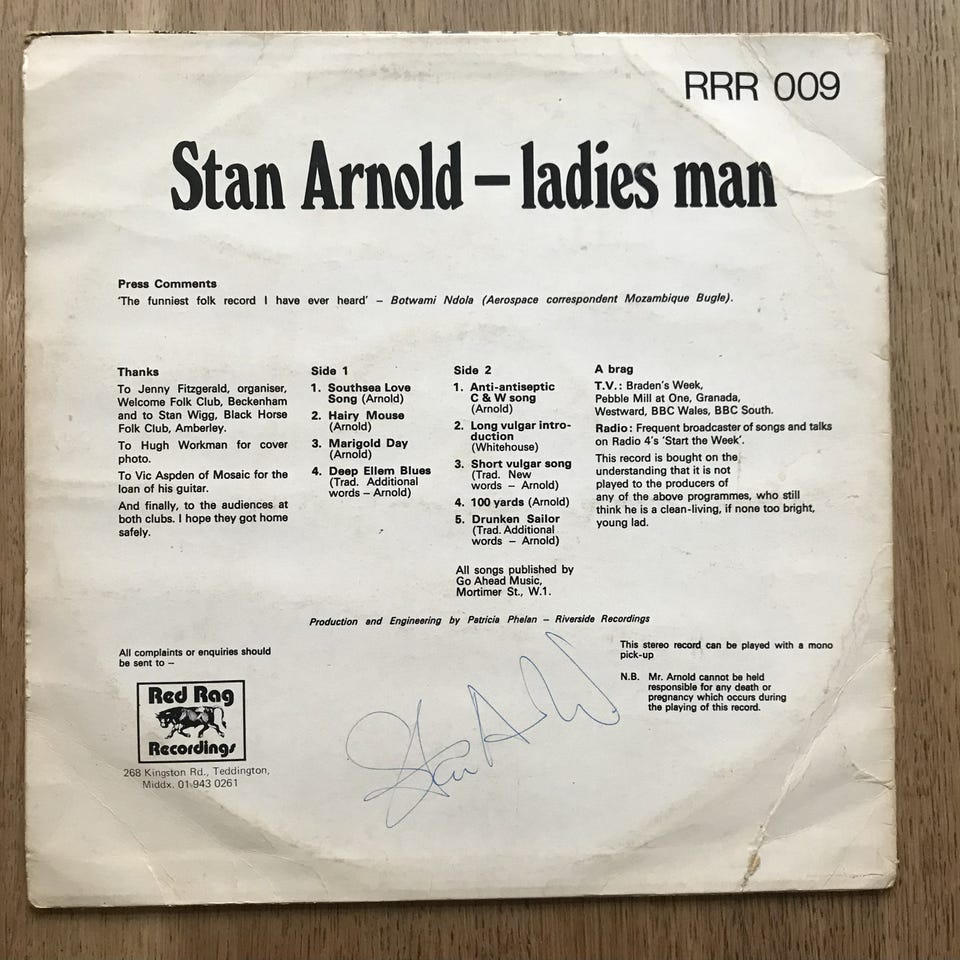 RRR 009
Stan Arnold – ladies man
Press Comments
'The funniest folk record I have ever heard' – Botwami Ndola (Aerospace correspondent Mozambique Bugle).
Thanks
To Jenny Fitzgerald, organiser,
Welcome Folk Club, Beckenham
and to Stan Wigg, Black Horse
Folk Club, Amberley.
To Hugh Workman for cover
photo.
To Vic Aspden of Mosaic for the
loan of his guitar.
And finally, to the audiences at
both clubs. I hope they got home
safely.
Side 1
1. Southsea Love
Song (Arnold)
2. Hairy Mouse
(Arnold)
3. Marigold Day
(Arnold)
4. Deep Ellem Blues
(Trad. Additional
words – Arnold)
Side 2
1. Anti-antiseptic
C & W song
(Arnold)
2. Long vulgar intro-
duction
(Whitehouse)
3. Short vulgar song
(Trad. New
words – Arnold)
4. 100 yards (Arnold)
5. Drunken Sailor
(Trad. Additional
words – Arnold)
All songs published by
Go Ahead Music,
Mortimer St., W.1.
A brag
T.V.: Braden's Week,
Pebble Mill at One, Granada,
Westward, BBC Wales, BBC South.
Radio: Frequent broadcaster of songs and talks
on Radio 4's 'Start the Week'.
This record is bought on the
understanding that it is not
played to the producers of
any of the above programmes, who still
think he is a clean-living, if none too bright,
young lad.
Production and Engineering by Patricia Phelan – Riverside Recordings
All complaints or enquiries should
be sent to –
Red Rag
Recordings
268 Kingston Rd., Teddington,
Middx. 01-943 0261
Stan Arnold
This stereo record can be played with a mono
pick-up
N.B. Mr. Arnold cannot be held
responsible for any death or
pregnancy which occurs during
the playing of this record.